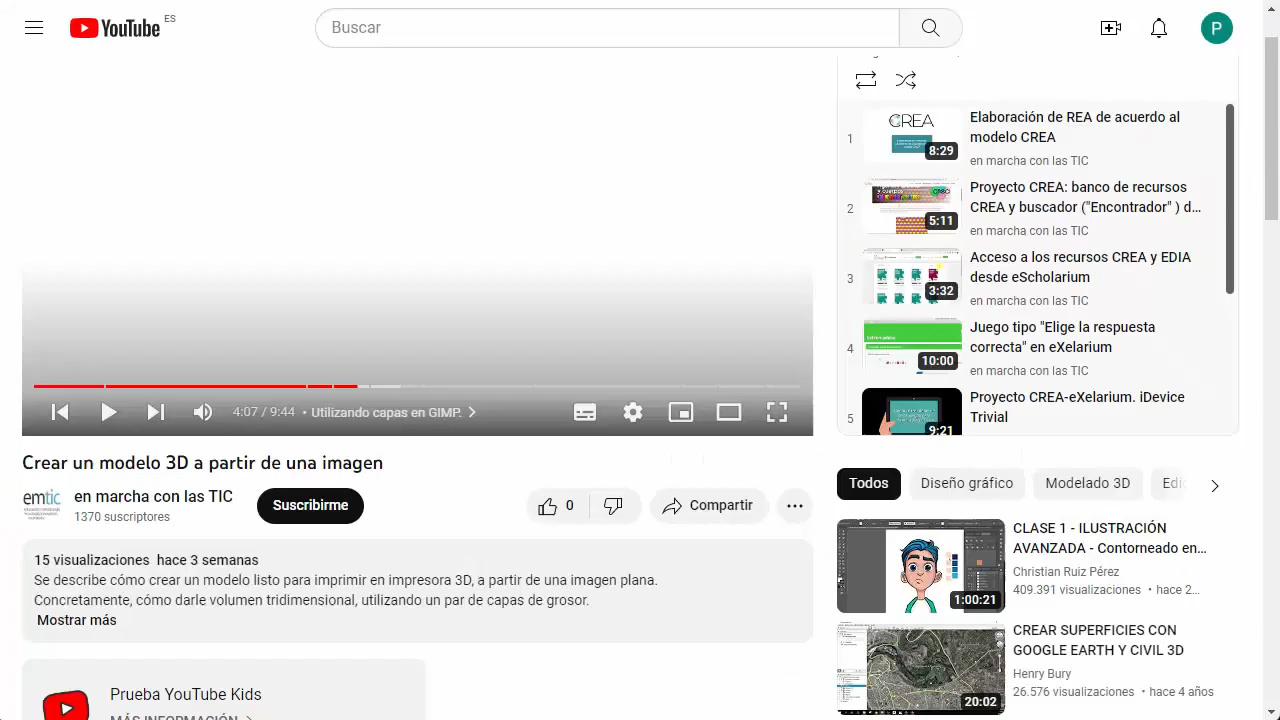 YouTube ES
Buscar
P
1
CREA
8:29
Elaboración de REA de acuerdo al
modelo CREA
en marcha con las TIC
2
5:11
Proyecto CREA: banco de recursos
CREA y buscador ("Encontrador" ) d...
en marcha con las TIC
3
3:32
Acceso a los recursos CREA y EDIA
desde eScholarium
en marcha con las TIC
4
10:00
Juego tipo "Elige la respuesta
correcta" en eXelarium
en marcha con las TIC
5
9:21
Proyecto CREA-eXelarium. iDevice
Trivial
4:07 / 9:44 • Utilizando capas en GIMP.
Crear un modelo 3D a partir de una imagen
emtic
en marcha con las TIC
1370 suscriptores
Suscribirme
0
Compartir
15 visualizaciones hace 3 semanas
Se describe cómo crear un modelo para su impresión en impresora 3D, a partir de una imagen plana.
Concretamente, cómo darle volumen tridimensional utilizando un par de capas de grises.
Mostrar más
Prueba YouTube Kids
MÁS INFORMACIÓN
Todos
Diseño gráfico
Modelado 3D
Edic
1:00:21
CLASE 1 - ILUSTRACIÓN
AVANZADA - Contorneado en...
Christian Ruiz Pérez
409.391 visualizaciones • hace 2...
20:02
CREAR SUPERFICIES CON
GOOGLE EARTH Y CIVIL 3D
Henry Bury
visualizaciones • hace 4 años